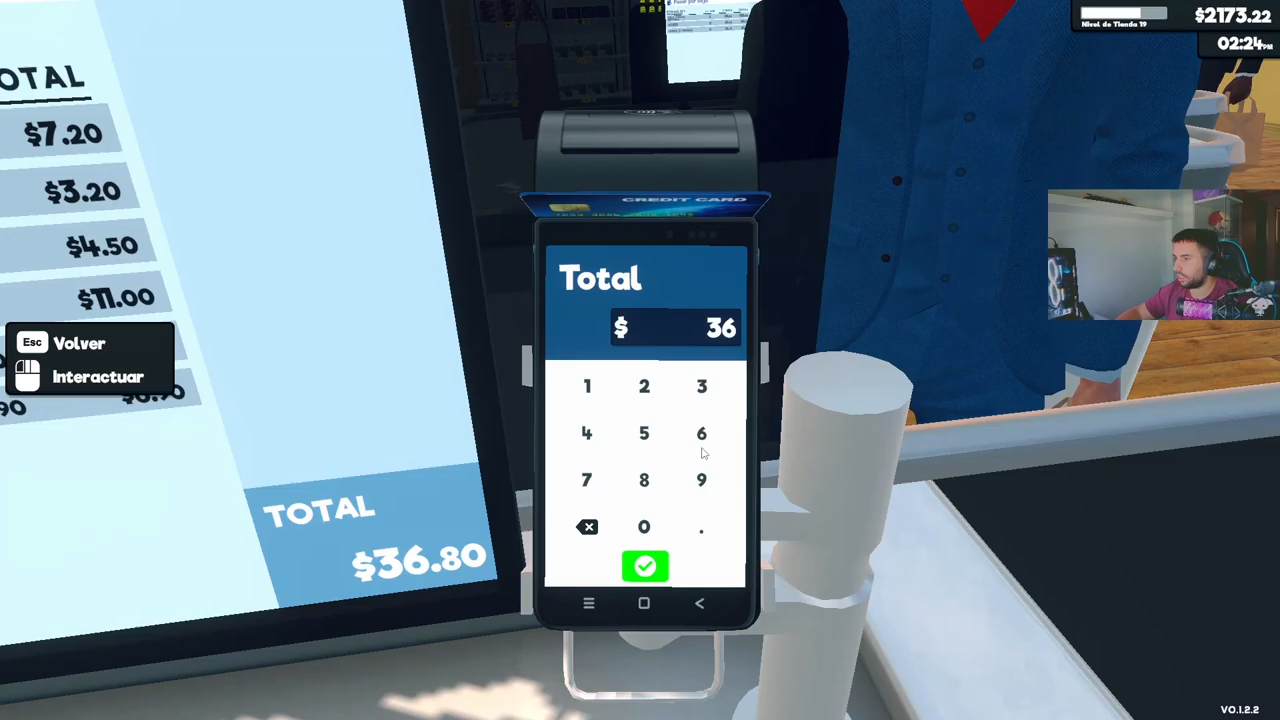 $2173.22
Nivel de Tienda 19
02:24PM
OTAL
$7.20
$3.20
$4.50
$11.00
Esc Volver
Interactuar
90
TOTAL
$36.80
CREDIT CARD
Total
$ 36
1 2 3
4 5 6
7 8 9
0 .
V0.1.2.2